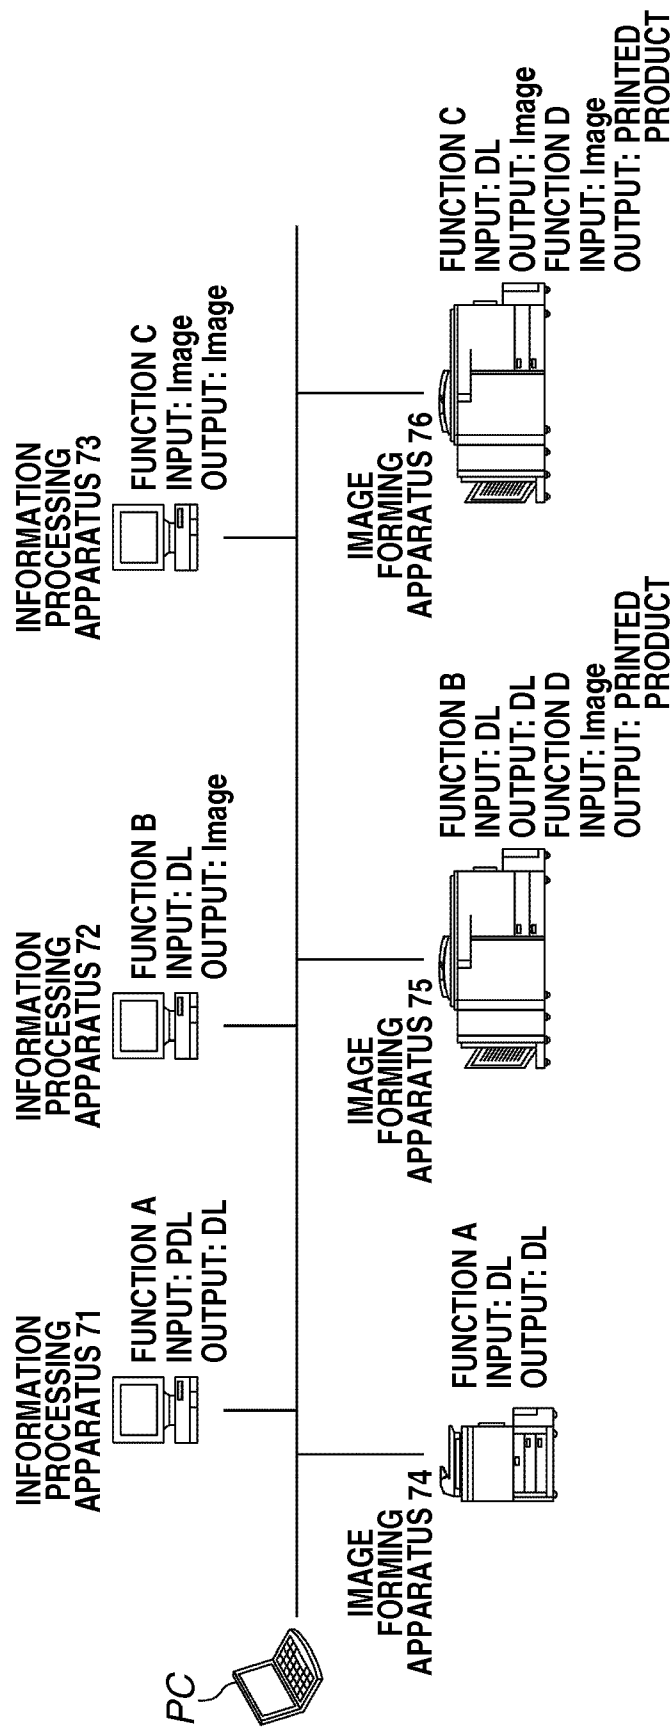 PC
INFORMATION
PROCESSING
APPARATUS 71
FUNCTION A
INPUT: PDL
OUTPUT: DL
INFORMATION
PROCESSING
APPARATUS 72
FUNCTION B
INPUT: DL
OUTPUT: Image
INFORMATION
PROCESSING
APPARATUS 73
FUNCTION C
INPUT: Image
OUTPUT: Image
IMAGE
FORMING
APPARATUS 74
FUNCTION A
INPUT: DL
OUTPUT: DL
IMAGE
FORMING
APPARATUS 75
FUNCTION B
INPUT: DL
OUTPUT: DL
FUNCTION D
INPUT: Image
OUTPUT: PRINTED
PRODUCT
IMAGE
FORMING
APPARATUS 76
FUNCTION C
INPUT: DL
OUTPUT: Image
FUNCTION D
INPUT: Image
OUTPUT: PRINTED
PRODUCT